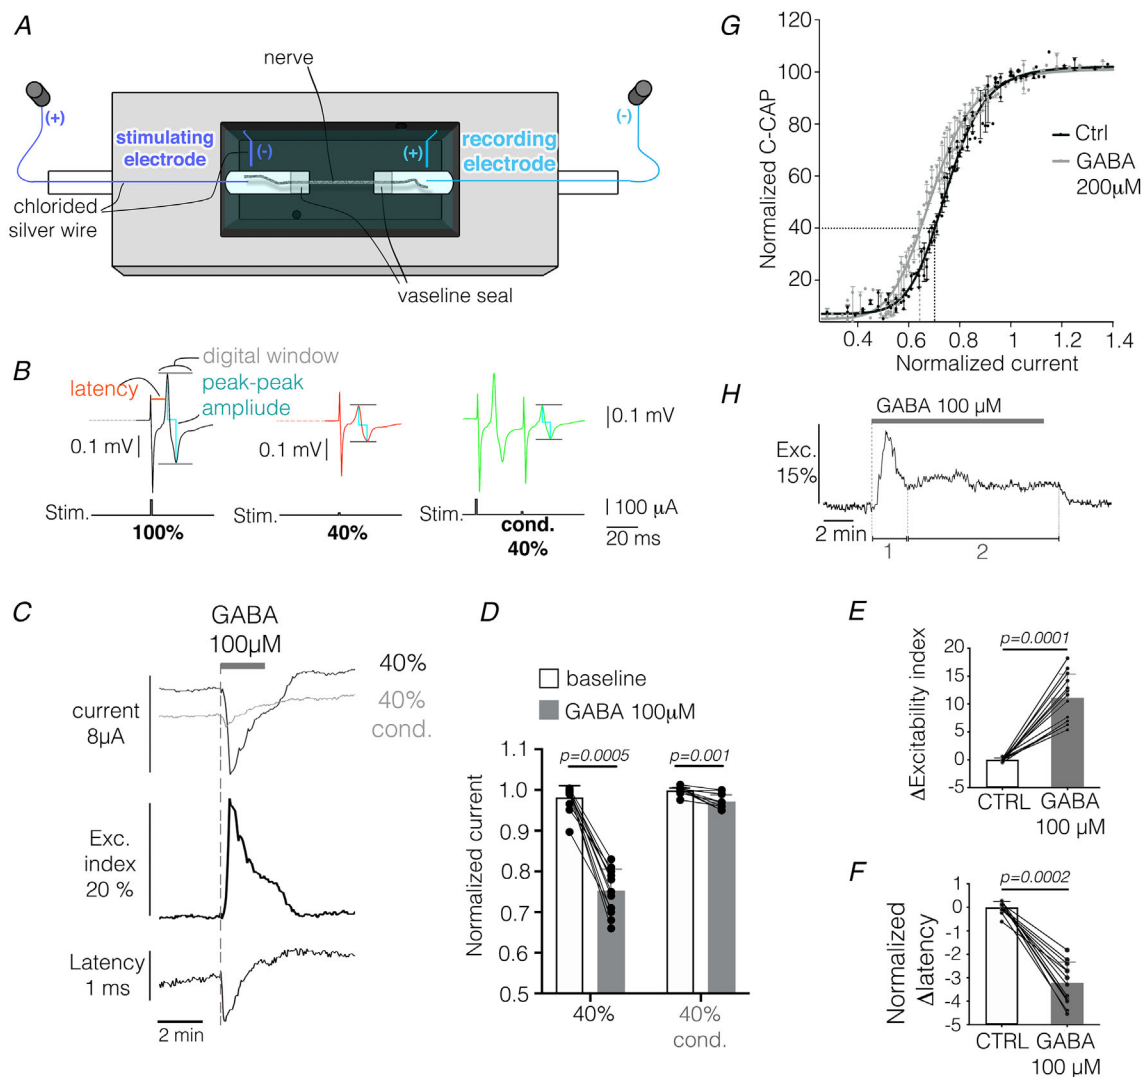 A
nerve
(+)
stimulating
electrode
(-)
(+)
recording
electrode
(-)
chlorided
silver wire
vaseline seal
B
digital window
latency
peak-peak
ampliude
0.1 mV
0.1 mV
0.1 mV
Stim.
100%
Stim.
40%
Stim.
cond.
40%
100 µA
20 ms
C
GABA
100µM
40%
40%
cond.
current
8µA
Exc.
index
20 %
Latency
1 ms
2 min
D
baseline
GABA 100µM
p=0.0005
p=0.001
Normalized current
1.1
1.0
0.9
0.8
0.7
0.6
0.5
40%
40%
cond.
G
Normalized C-CAP
120
100
80
60
40
20
Ctrl
GABA
200µM
0.4
0.6
0.8
1
1.2
1.4
Normalized current
H
GABA 100 µM
Exc.
15%
2 min
1
2
E
p=0.0001
ΔExcitability index
20
15
10
5
0
-5
CTRL
GABA
100 µM
F
p=0.0002
Normalized
Δlatency
1
0
-1
-2
-3
-4
-5
CTRL
GABA
100 µM